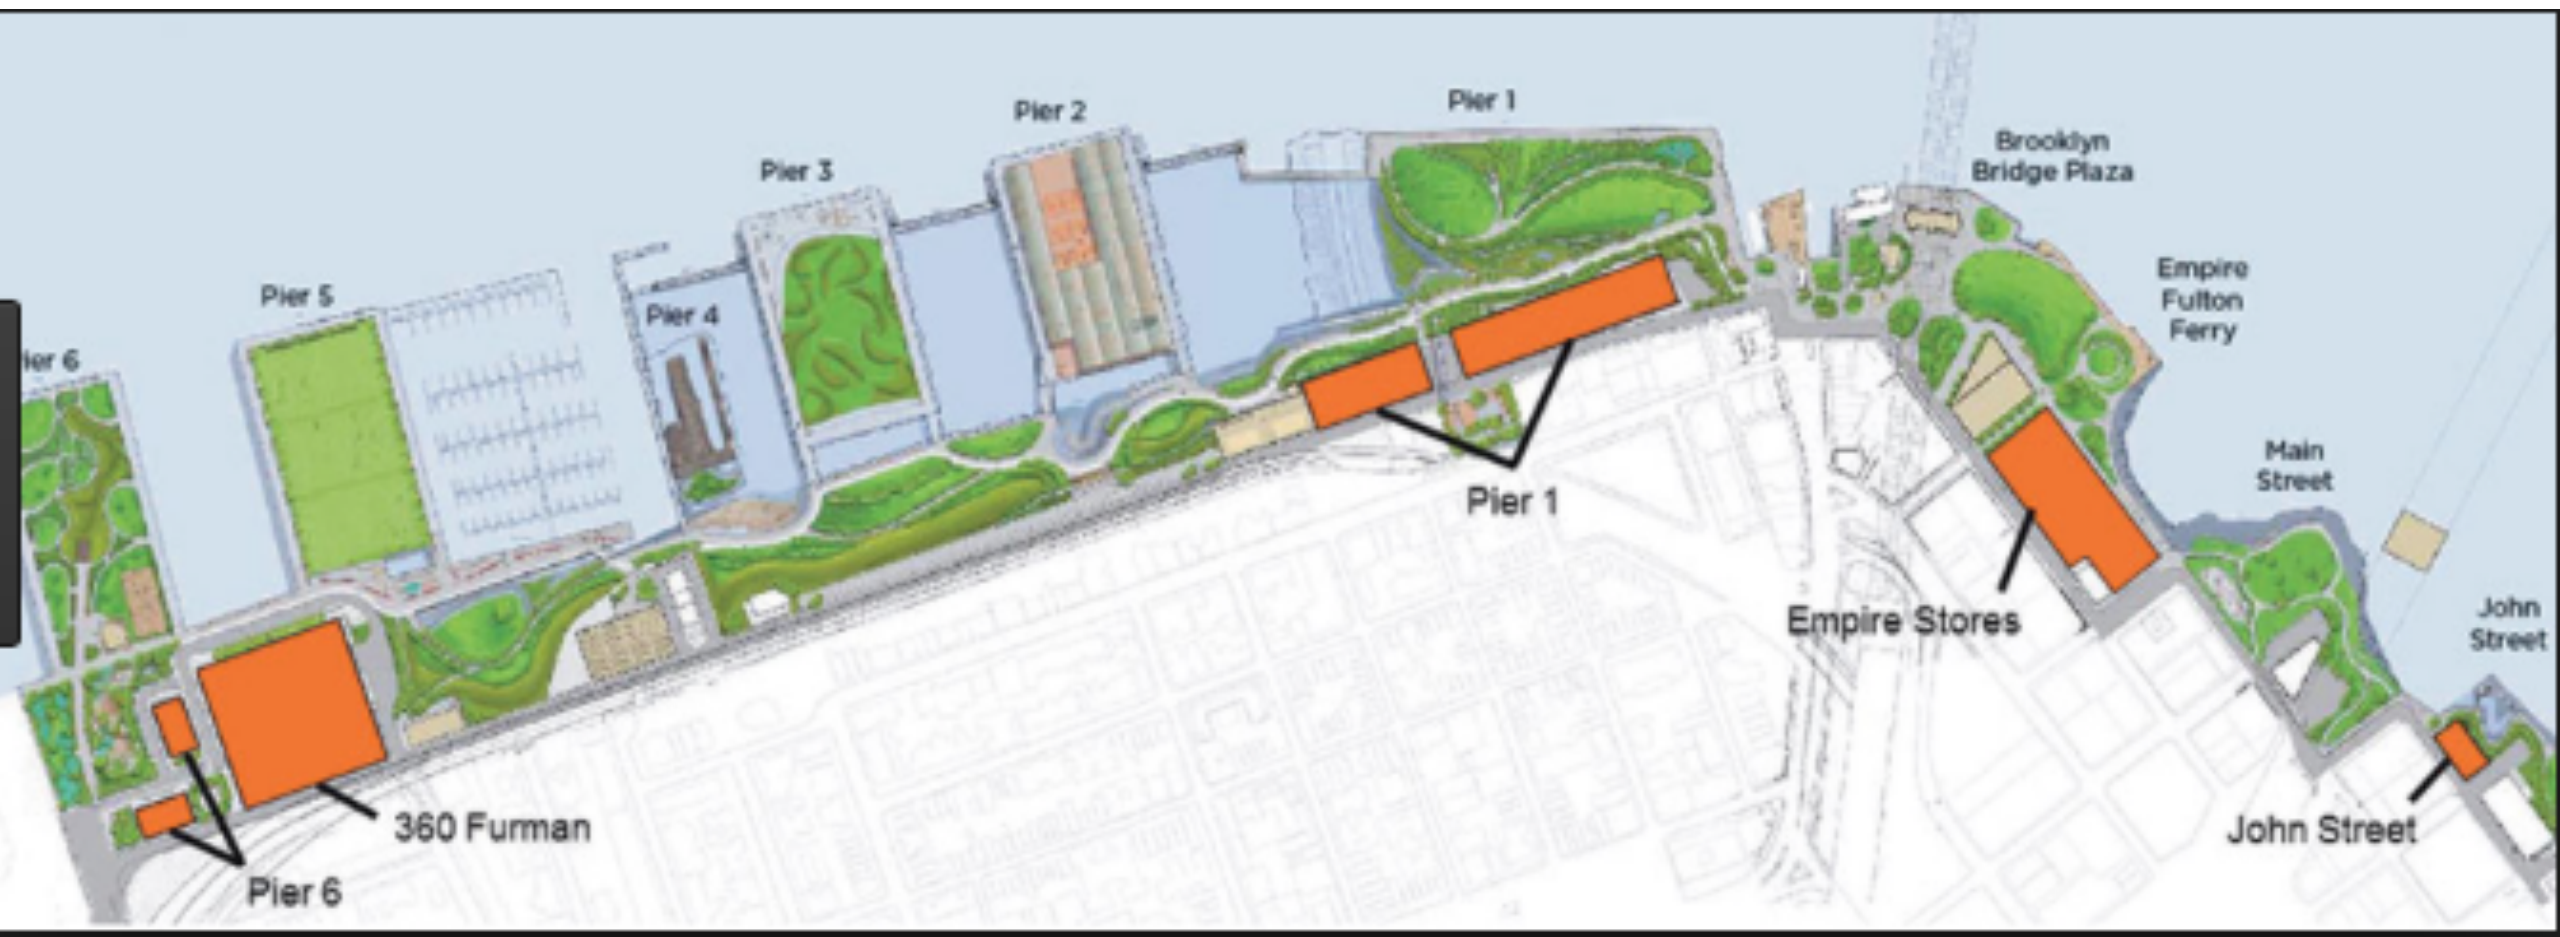 Pier 1
Pier 2
Brooklyn
Bridge Plaza
Pier 3
Empire
Fulton
Ferry
Pier 5
Pier 4
ier 6
Main
Street
Pier 1
John
Street
Empire Stores
360 Furman
John Street
Pier 6